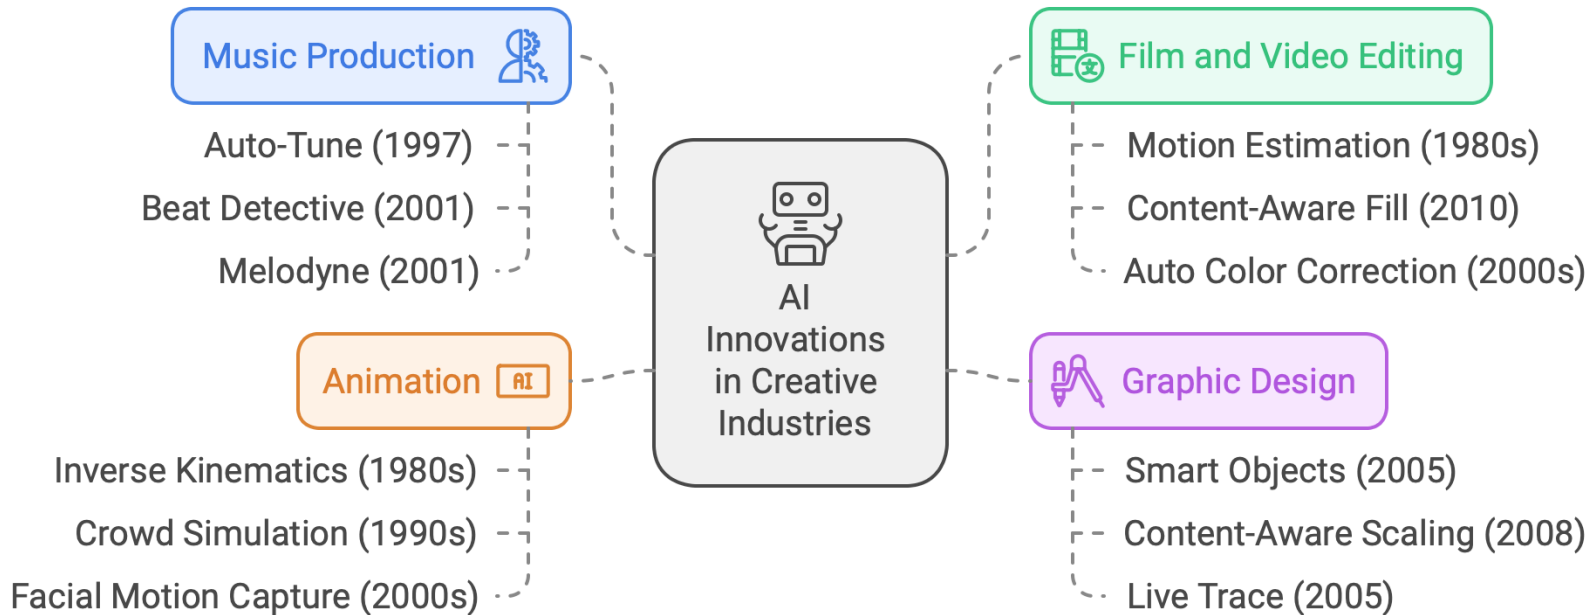 Music Production
Auto-Tune (1997)
Beat Detective (2001)
Melodyne (2001)
Animation
AI
Inverse Kinematics (1980s)
Crowd Simulation (1990s)
Facial Motion Capture (2000s)
AI
Innovations
in Creative
Industries
文
Film and Video Editing
Motion Estimation (1980s)
Content-Aware Fill (2010)
Auto Color Correction (2000s)
Graphic Design
Smart Objects (2005)
Content-Aware Scaling (2008)
Live Trace (2005)